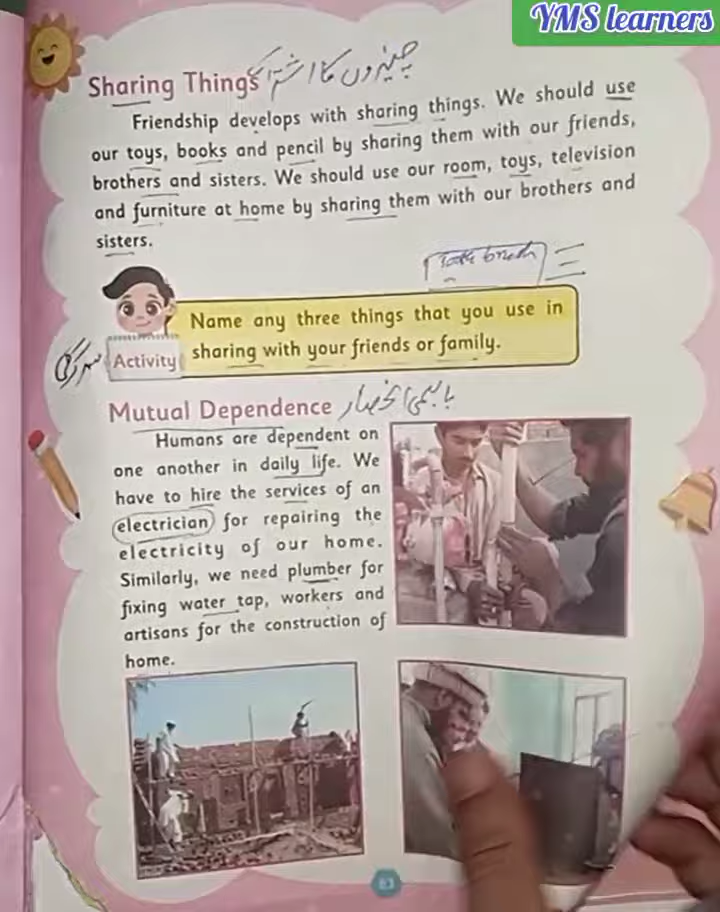 YMS learners
Sharing Things چیزوں کا اشتراک
Friendship develops with sharing things. We should use
our toys, books and pencil by sharing them with our friends,
brothers and sisters. We should use our room, toys, television
and furniture at home by sharing them with our brothers and
sisters.
Name any three things that you use in
sharing with your friends or family.
سرگرمی Activity
Mutual Dependence باہمی انحصار
Humans are dependent on
one another in daily life. We
have to hire the services of an
electrician for repairing the
electricity of our home.
Similarly, we need plumber for
fixing water tap, workers and
artisans for the construction of
home.